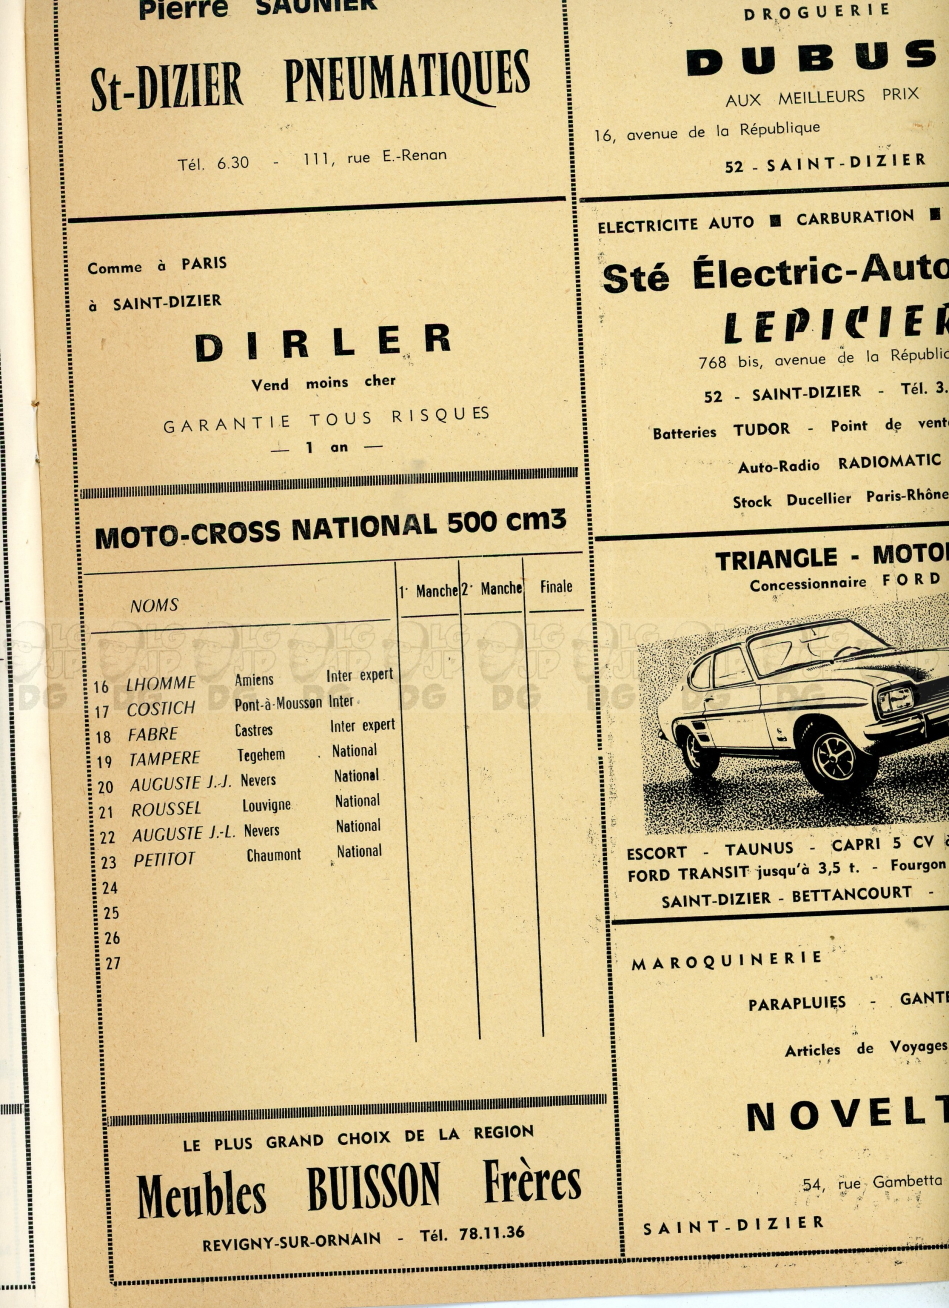 Pierre SAUNIER
St-DIZIER PNEUMATIQUES
Tél. 6.30 - 111, rue E.-Renan
Comme à PARIS
à SAINT-DIZIER
DIRLER
Vend moins cher
GARANTIE TOUS RISQUES
— 1 an —
MOTO-CROSS NATIONAL 500 cm3
NOMS 1· Manche 2· Manche Finale
16 LHOMME Amiens Inter expert
17 COSTICH Pont-à-Mousson Inter
18 FABRE Castres Inter expert
19 TAMPERE Tegehem National
20 AUGUSTE J.-J. Nevers National
21 ROUSSEL Louvigne National
22 AUGUSTE J.-L. Nevers National
23 PETITOT Chaumont National
24
25
26
27
LE PLUS GRAND CHOIX DE LA REGION
Meubles BUISSON Frères
REVIGNY-SUR-ORNAIN - Tél. 78.11.36
DROGUERIE
DUBUS
AUX MEILLEURS PRIX
16, avenue de la République
52 - SAINT-DIZIER
ELECTRICITE AUTO ■ CARBURATION ■
Sté Électric-Auto
LEPICIER
768 bis, avenue de la Républic
52 - SAINT-DIZIER - Tél. 3.
Batteries TUDOR - Point de vent
Auto-Radio RADIOMATIC
Stock Ducellier Paris-Rhône
TRIANGLE - MOTO
Concessionnaire FORD
ESCORT - TAUNUS - CAPRI 5 CV
FORD TRANSIT jusqu'à 3,5 t. - Fourgon
SAINT-DIZIER - BETTANCOURT -
MAROQUINERIE
PARAPLUIES - GANTE
Articles de Voyages
NOVELT
54, rue Gambetta
SAINT-DIZIER